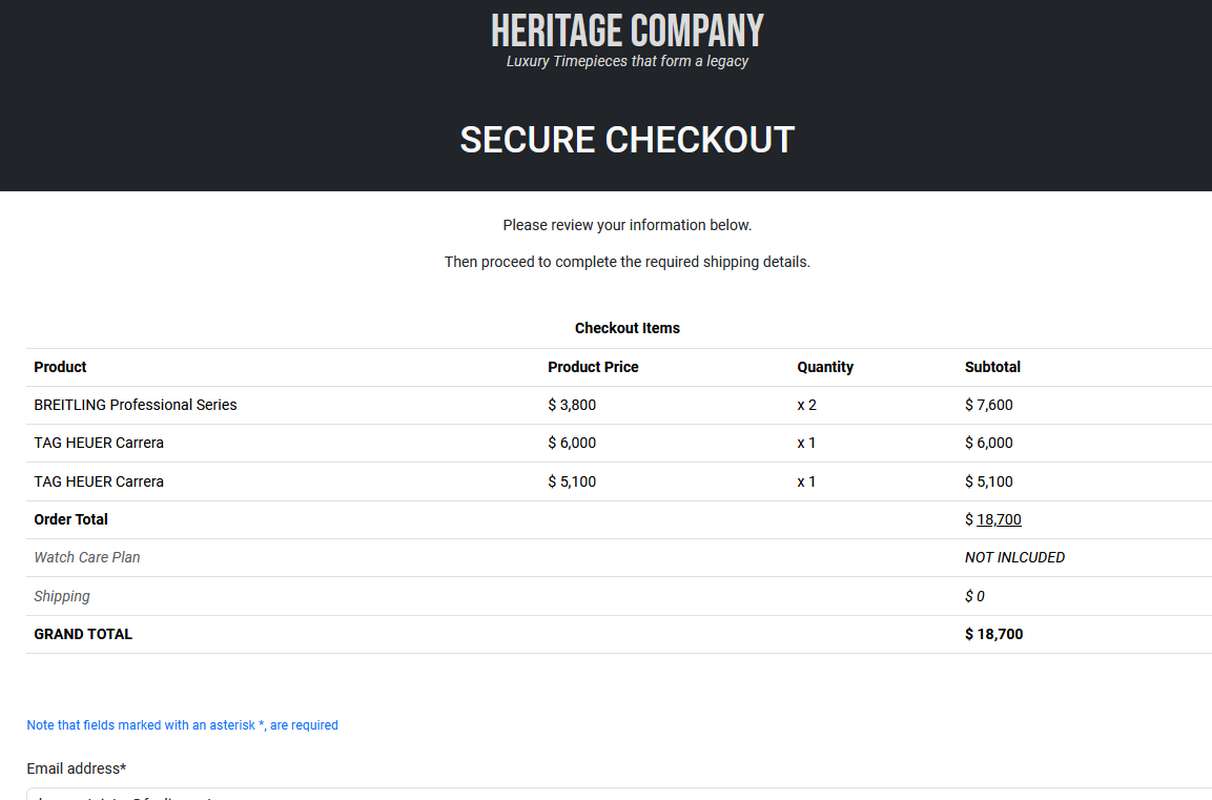 HERITAGE COMPANY
Luxury Timepieces that form a legacy
SECURE CHECKOUT
Please review your information below.
Then proceed to complete the required shipping details.
Checkout Items
Product Product Price Quantity Subtotal
BREITLING Professional Series $ 3,800 x 2 $ 7,600
TAG HEUER Carrera $ 6,000 x 1 $ 6,000
TAG HEUER Carrera $ 5,100 x 1 $ 5,100
Order Total $ 18,700
Watch Care Plan NOT INLCUDED
Shipping $ 0
GRAND TOTAL $ 18,700
Note that fields marked with an asterisk *, are required
Email address*